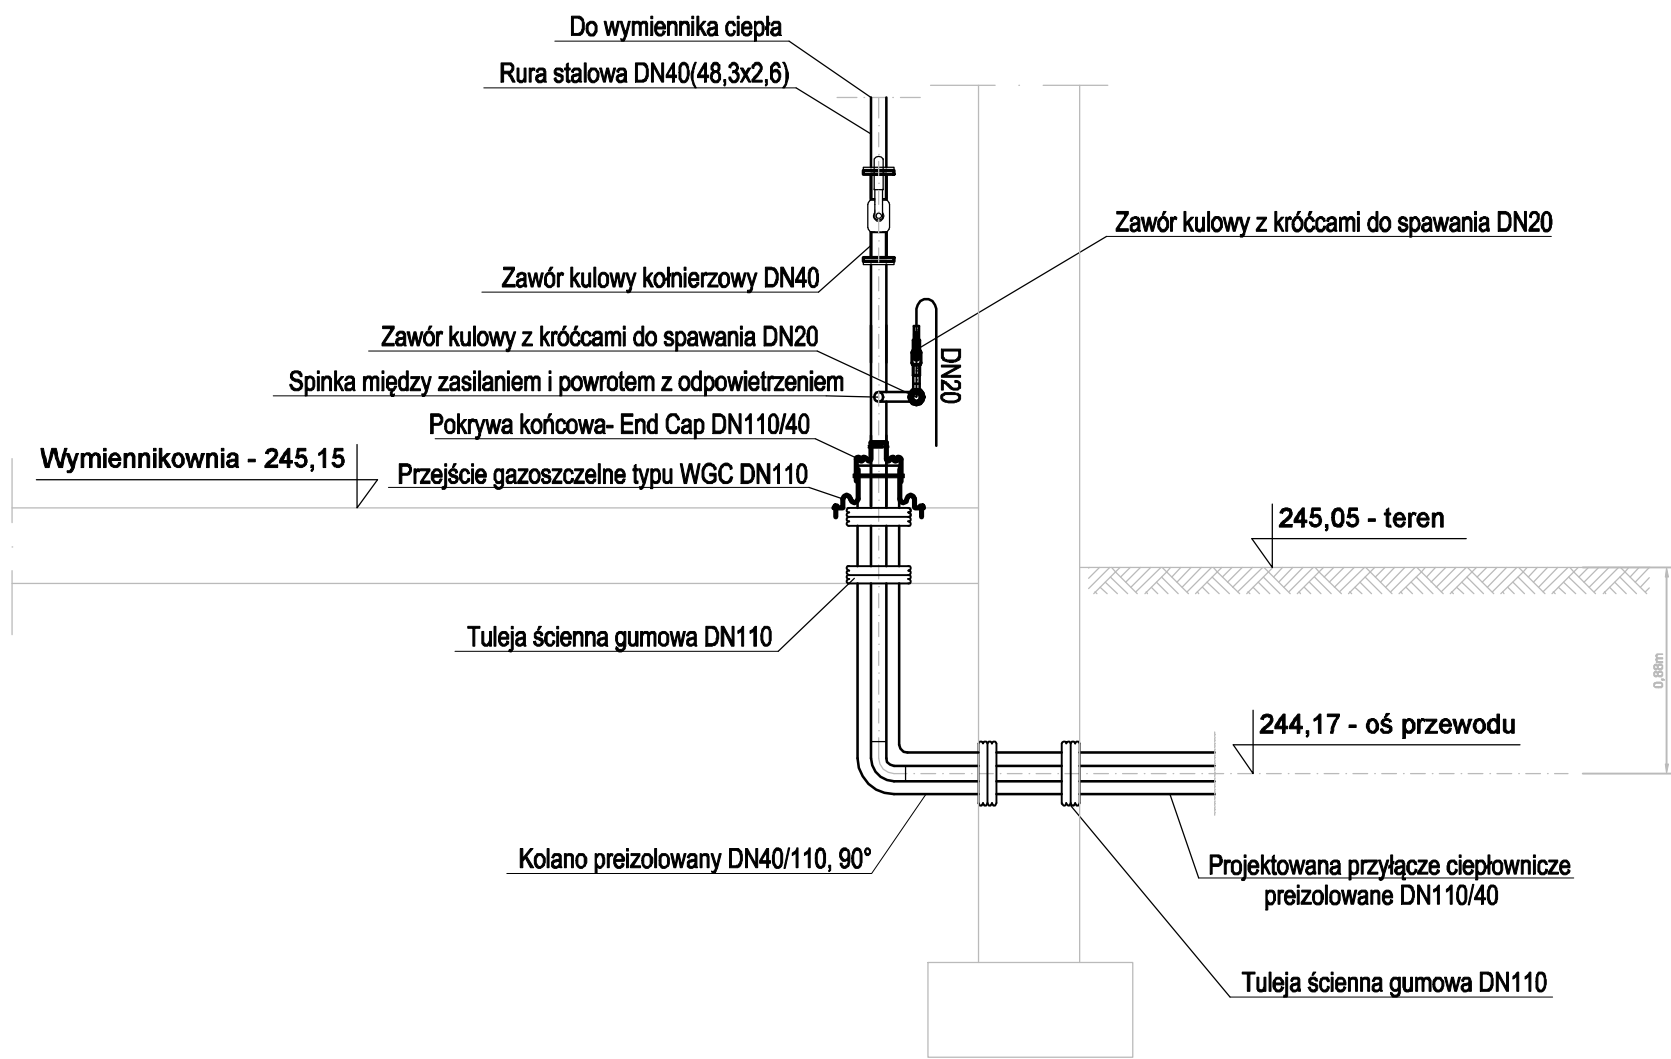 Do wymiennika ciepła
Rura stalowa DN40(48,3x2,6)
Zawór kulowy z króćcami do spawania DN20
Zawór kulowy kołnierzowy DN40
Zawór kulowy z króćcami do spawania DN20
DN20
Spinka między zasilaniem i powrotem z odpowietrzeniem
Pokrywa końcowa- End Cap DN110/40
Wymiennikownia - 245,15
Przejście gazoszczelne typu WGC DN110
245,05 - teren
Tuleja ścienna gumowa DN110
0,88m
244,17 - oś przewodu
Kolano preizolowany DN40/110, 90°
Projektowana przyłącze ciepłownicze
preizolowane DN110/40
Tuleja ścienna gumowa DN110